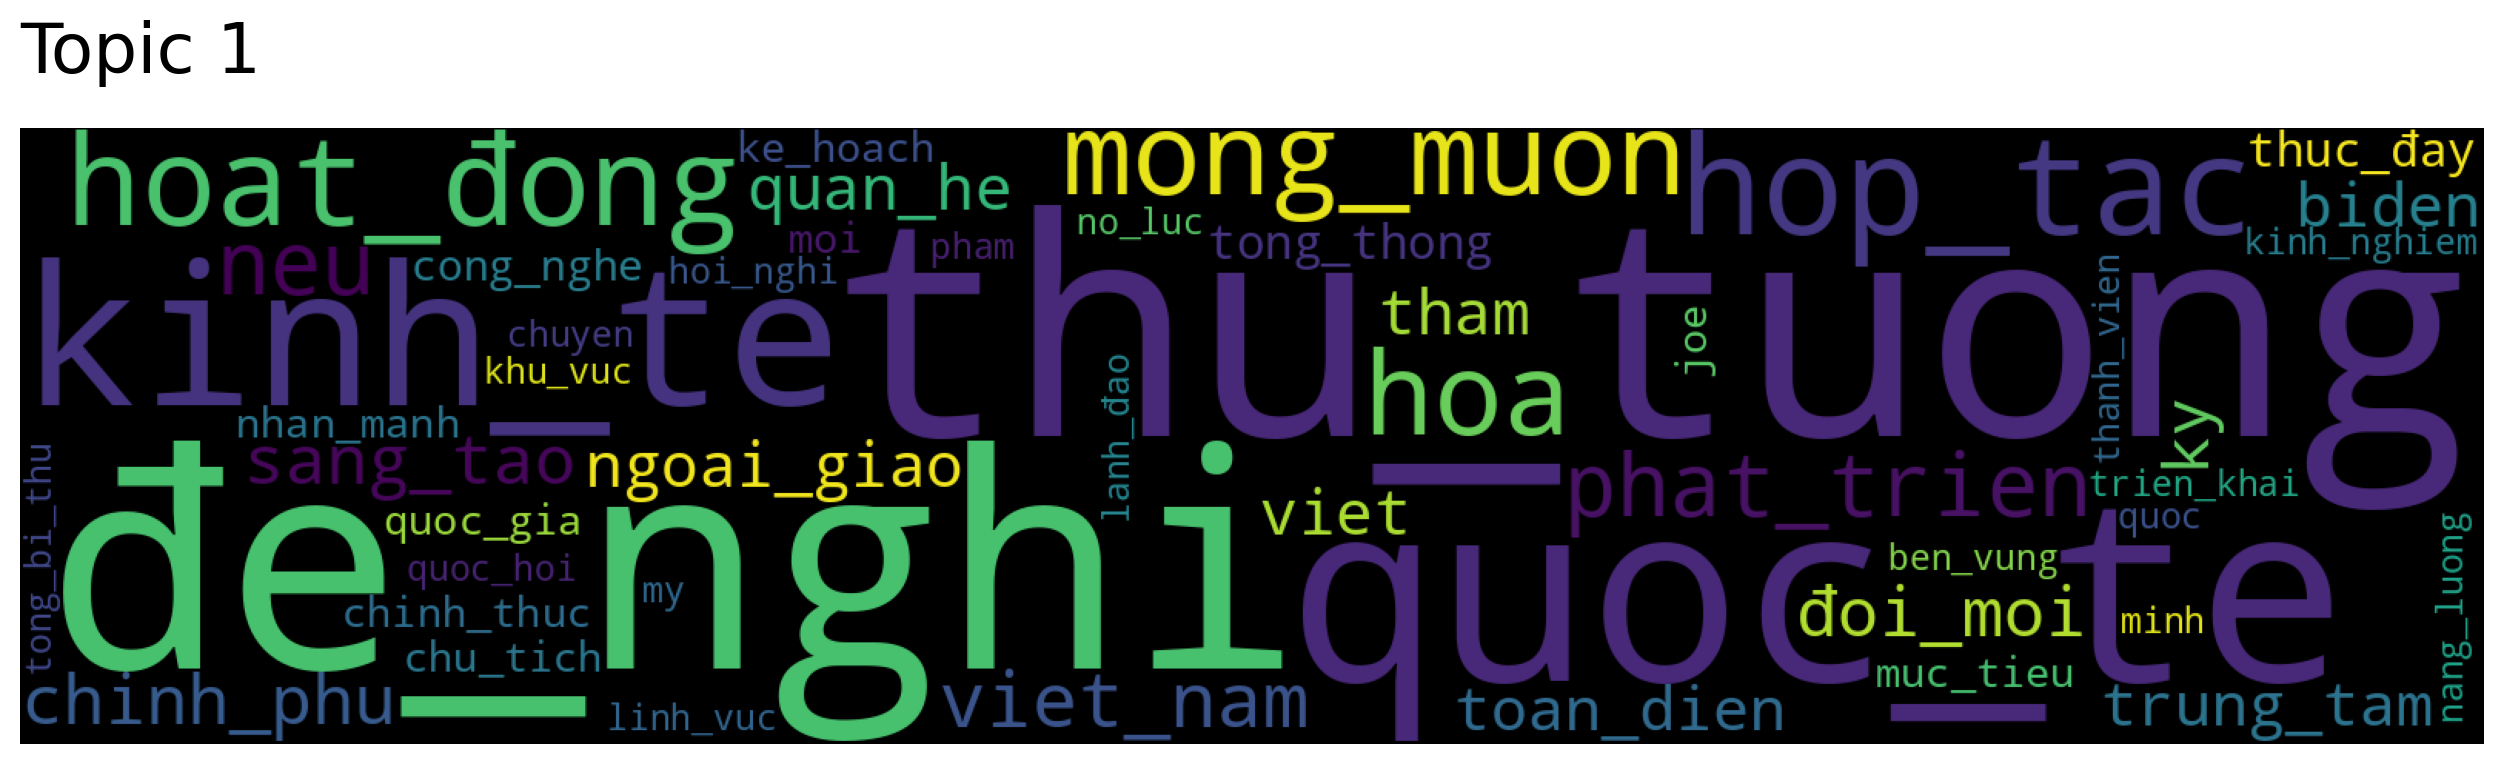 Topic 1
hoat_đong
ke_hoach
quan_he
mong_muon
hop_tac
thuc_đay
biden
kinh_nghiem
no_luc
tong_thong
moi
pham
neu
cong_nghe
hoi_nghi
kinh_te
thu_tuong
chuyen
khu_vuc
tham
hoa
joe
thanh_vien
ky
lanh_đao
nhan_manh
sang_tao
ngoai_giao
viet
phat_trien
trien_khai
quoc
tong_bi_thu
đe_nghi
quoc_gia
quoc_hoi
my
chinh_thuc
chu_tich
quoc_te
ben_vung
đoi_moi
minh
muc_tieu
nang_luong
chinh_phu
linh_vuc
viet_nam
toan_dien
trung_tam